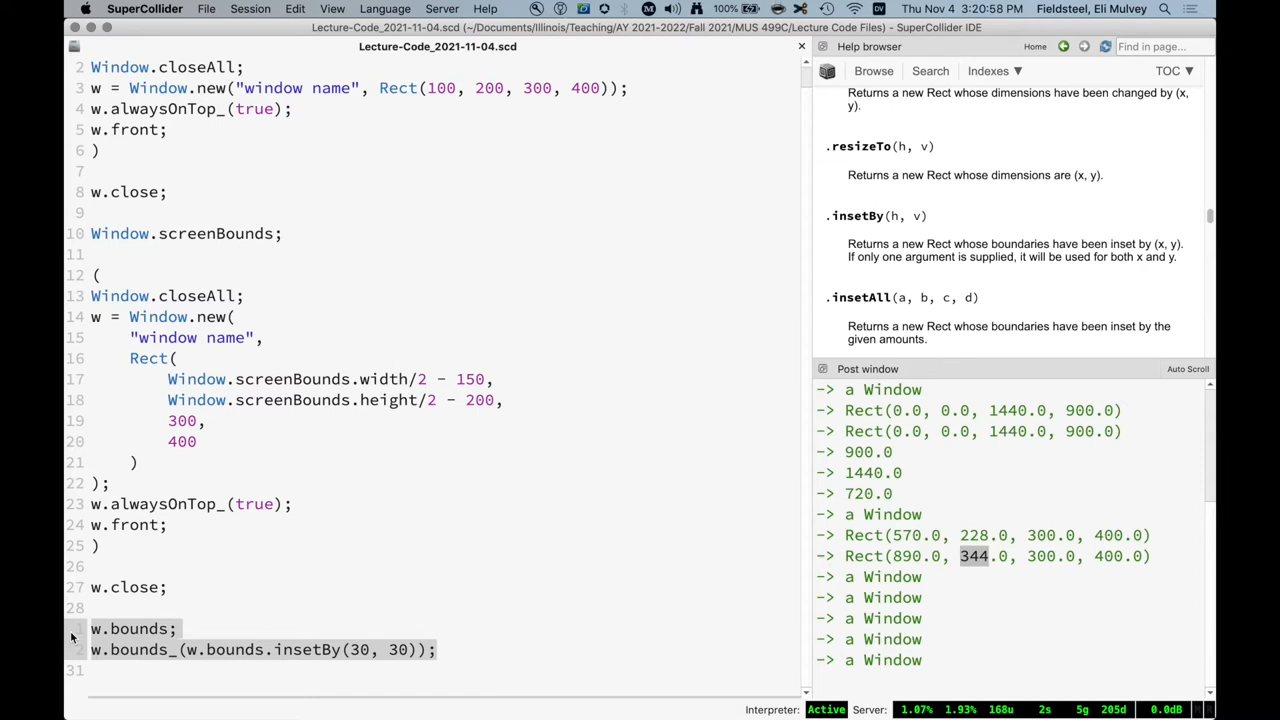 SuperCollider File Session Edit View Language Server Help 100% Thu Nov 4 3:20:58 PM Fieldsteel, Eli Mulvey
Lecture-Code_2021-11-04.scd (~/Documents/Illinois/Teaching/AY 2021-2022/Fall 2021/MUS 499C/Lecture Code Files) - SuperCollider IDE
Lecture-Code_2021-11-04.scd
2 Window.closeAll;
3 w = Window.new("window name", Rect(100, 200, 300, 400));
4 w.alwaysOnTop_(true);
5 w.front;
6 )
7
8 w.close;
9
10 Window.screenBounds;
11
12 (
13 Window.closeAll;
14 w = Window.new(
15 "window name",
16 Rect(
17 Window.screenBounds.width/2 - 150,
18 Window.screenBounds.height/2 - 200,
19 300,
20 400
21 )
22 );
23 w.alwaysOnTop_(true);
24 w.front;
25 )
26
27 w.close;
28
1 w.bounds;
2 w.bounds_(w.bounds.insetBy(30, 30));
31
Help browser Home Find in page...
Browse Search Indexes ▼ TOC ▼
Returns a new Rect whose dimensions have been changed by (x,
y).
.resizeTo(h, v)
Returns a new Rect whose dimensions are (x, y).
.insetBy(h, v)
Returns a new Rect whose boundaries have been inset by (x, y).
If only one argument is supplied, it will be used for both x and y.
.insetAll(a, b, c, d)
Returns a new Rect whose boundaries have been inset by the
given amounts.
Post window Auto Scroll
-> a Window
-> Rect(0.0, 0.0, 1440.0, 900.0)
-> Rect(0.0, 0.0, 1440.0, 900.0)
-> 900.0
-> 1440.0
-> 720.0
-> a Window
-> Rect(570.0, 228.0, 300.0, 400.0)
-> Rect(890.0, 344.0, 300.0, 400.0)
-> a Window
-> a Window
-> a Window
-> a Window
-> a Window
Interpreter: Active Server: 1.07% 1.93% 168u 2s 5g 205d 0.0dB M R